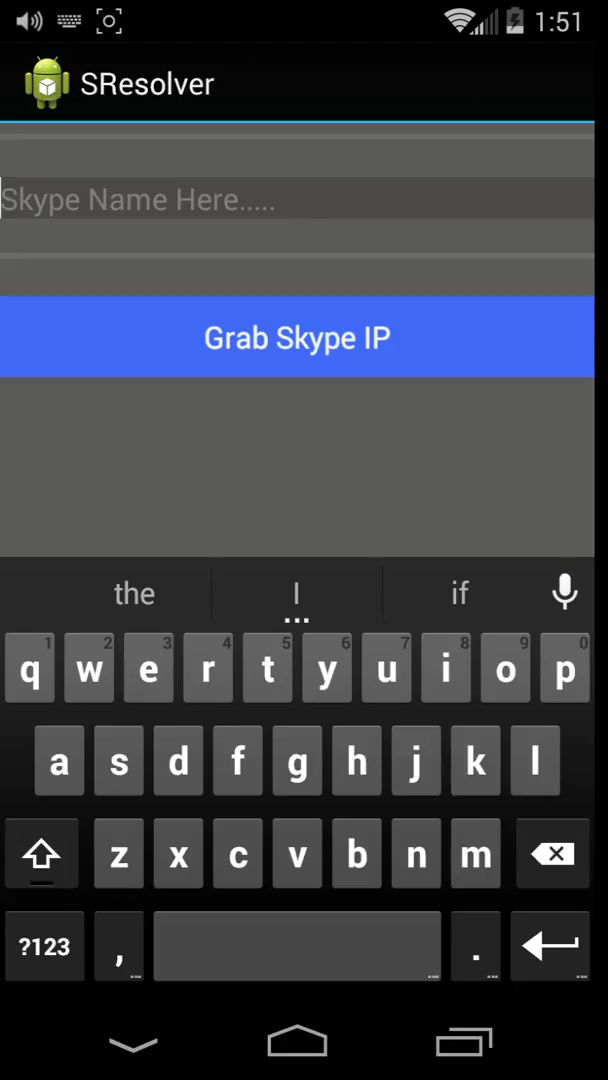 1:51
SResolver
Skype Name Here.....
Grab Skype IP
the I if
1 2 3 4 5 6 7 8 9 0
q w e r t y u i o p
a s d f g h j k l
z x c v b n m
?123 , .